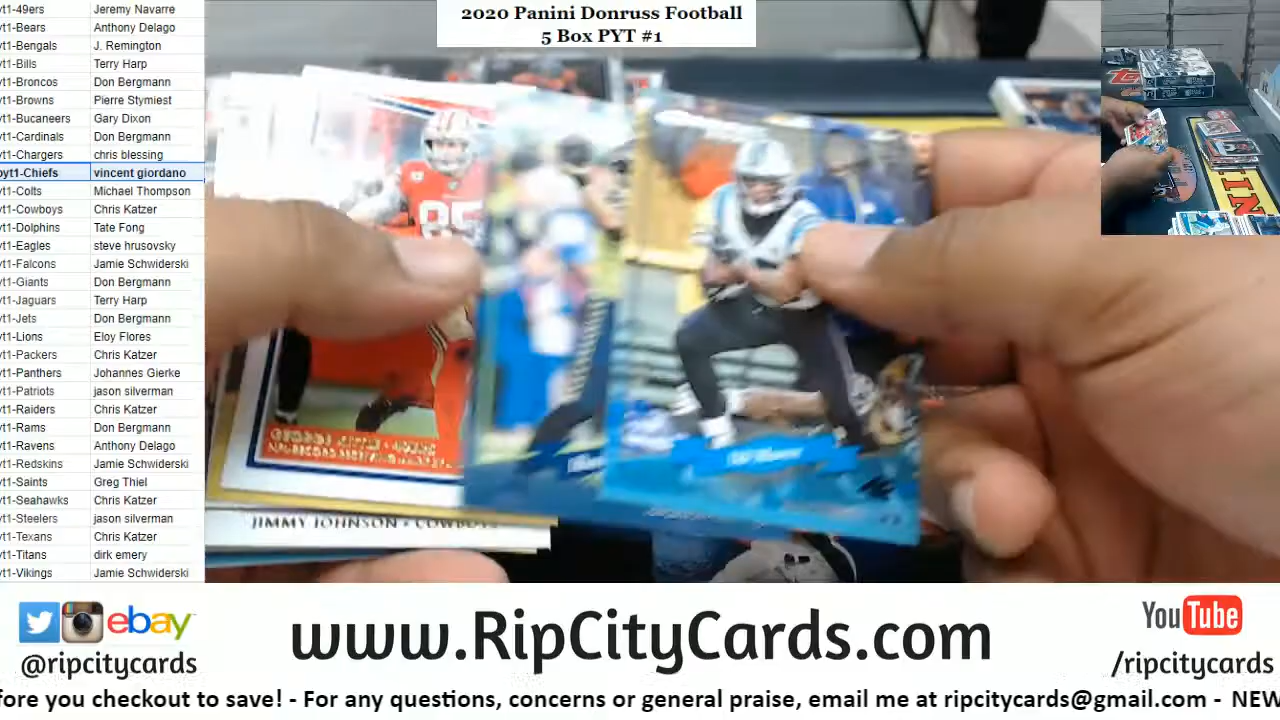 2020 Panini Donruss Football
5 Box PYT #1
yt1-49ers Jeremy Navarre
yt1-Bears Anthony Delago
yt1-Bengals J. Remington
yt1-Bills Terry Harp
yt1-Broncos Don Bergmann
yt1-Browns Pierre Stymiest
yt1-Bucaneers Gary Dixon
yt1-Cardinals Don Bergmann
yt1-Chargers chris blessing
pyt1-Chiefs vincent giordano
yt1-Colts Michael Thompson
yt1-Cowboys Chris Katzer
yt1-Dolphins Tate Fong
yt1-Eagles steve hrusovsky
yt1-Falcons Jamie Schwiderski
yt1-Giants Don Bergmann
yt1-Jaguars Terry Harp
yt1-Jets Don Bergmann
yt1-Lions Eloy Flores
yt1-Packers Chris Katzer
yt1-Panthers Johannes Gierke
yt1-Patriots jason silverman
yt1-Raiders Chris Katzer
yt1-Rams Don Bergmann
yt1-Ravens Anthony Delago
yt1-Redskins Jamie Schwiderski
yt1-Saints Greg Thiel
yt1-Seahawks Chris Katzer
yt1-Steelers jason silverman
yt1-Texans Chris Katzer
yt1-Titans dirk emery
yt1-Vikings Jamie Schwiderski
85
JIMMY JOHNSON • COWBOYS
ebay
@ripcitycards
www.RipCityCards.com
YouTube
/ripcitycards
fore you checkout to save! - For any questions, concerns or general praise, email me at ripcitycards@gmail.com - NEW